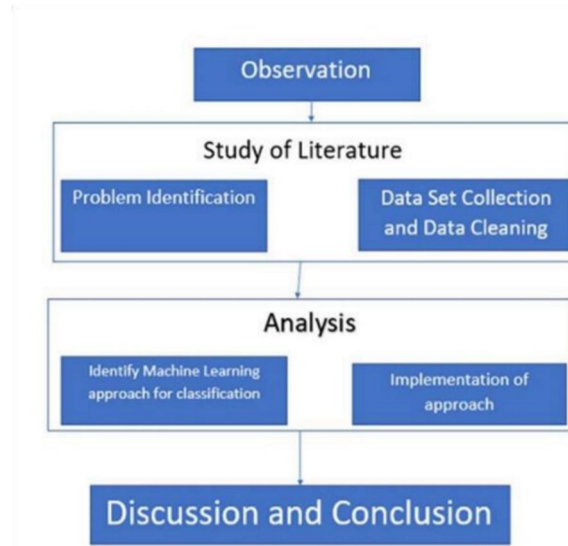 Observation
Study of Literature
Problem Identification
Data Set Collection
and Data Cleaning
Analysis
Identify Machine Learning
approach for classification
Implementation of
approach
Discussion and Conclusion